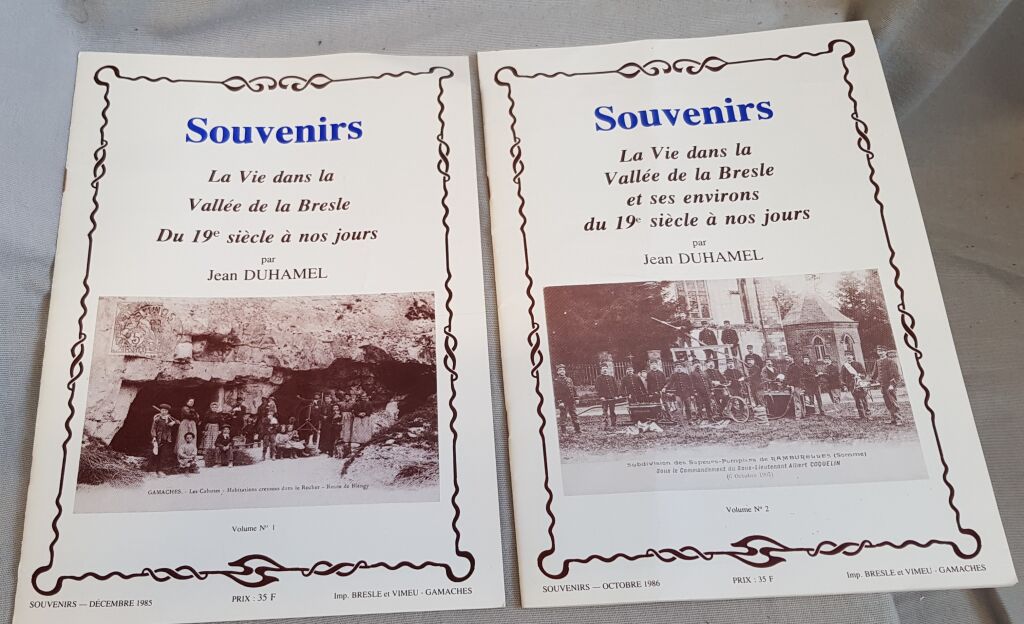 Souvenirs
La Vie dans la
Vallée de la Bresle
Du 19e siècle à nos jours
par
Jean DUHAMEL
GAMACHES. - Les Cahutes - Habitations creusées dans le Rocher - Route de Blangy
Volume N° 1
SOUVENIRS — DÉCEMBRE 1985
PRIX : 35 F
Imp. BRESLE et VIMEU - GAMACHES
Souvenirs
La Vie dans la
Vallée de la Bresle
et ses environs
du 19e siècle à nos jours
par
Jean DUHAMEL
Subdivision des Sapeurs-Pompiers de RAMBURELLES (Somme)
Sous le Commandement du Sous-Lieutenant Albert COQUELIN
Octobre
Volume N° 2
SOUVENIRS — OCTOBRE 1986
PRIX : 35 F
Imp. BRESLE et VIMEU - GAMACHES